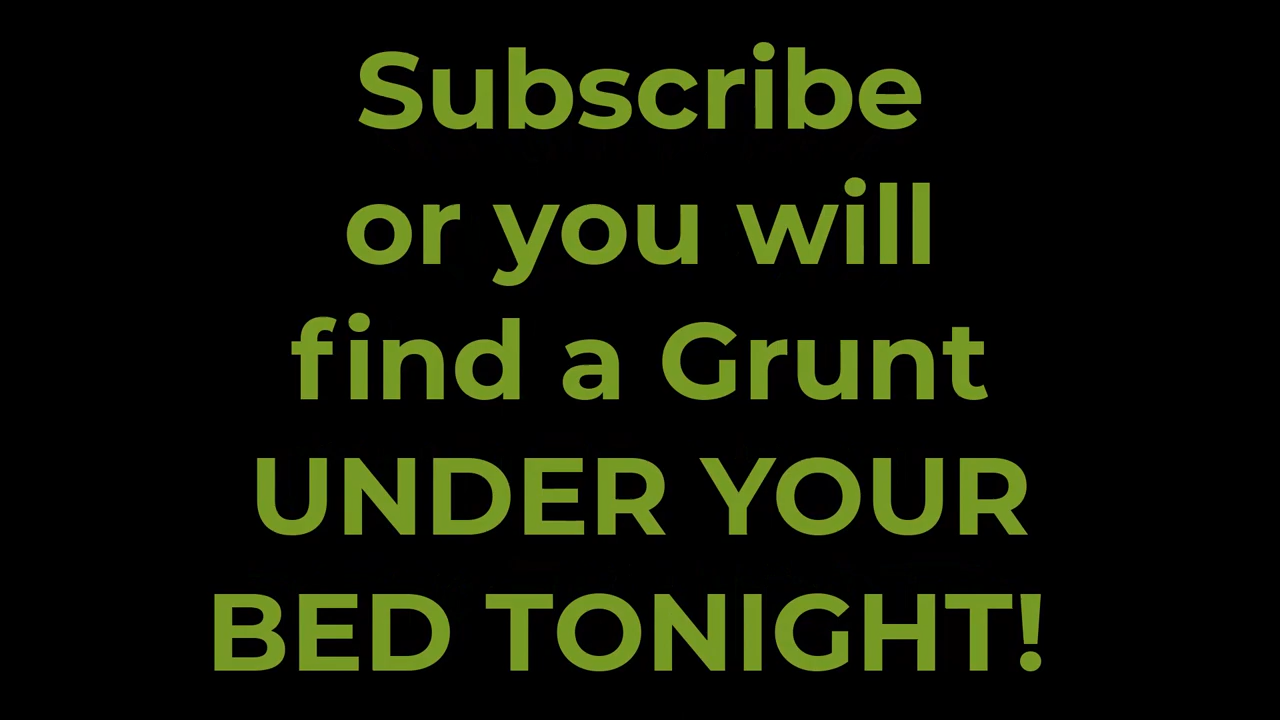 Subscribe
or you will
find a Grunt
UNDER YOUR
BED TONIGHT!